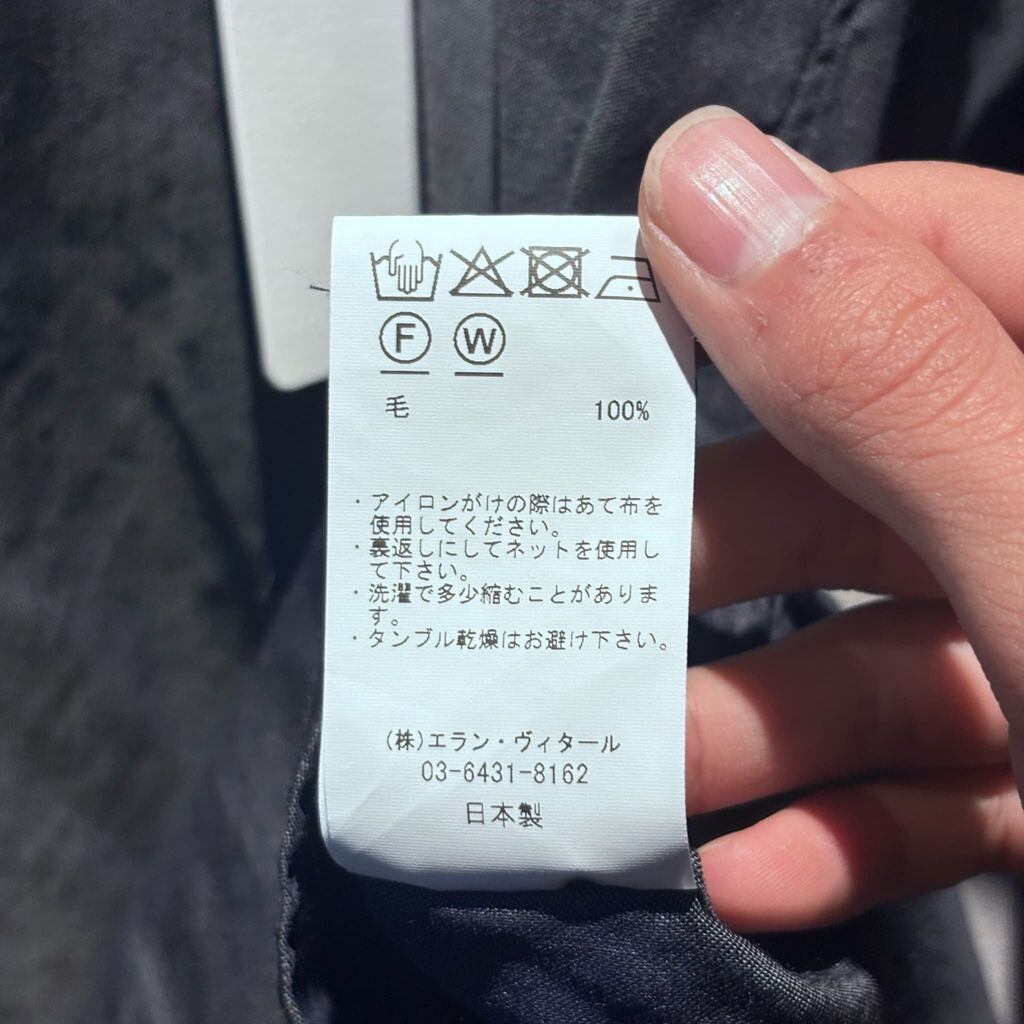 F W
毛 100%
・アイロンがけの際はあて布を
使用してください。
・裏返しにしてネットを使用し
て下さい。
・洗濯で多少縮むことがありま
す。
・タンブル乾燥はお避け下さい。
(株)エラン・ヴィタール
03-6431-8162
日本製